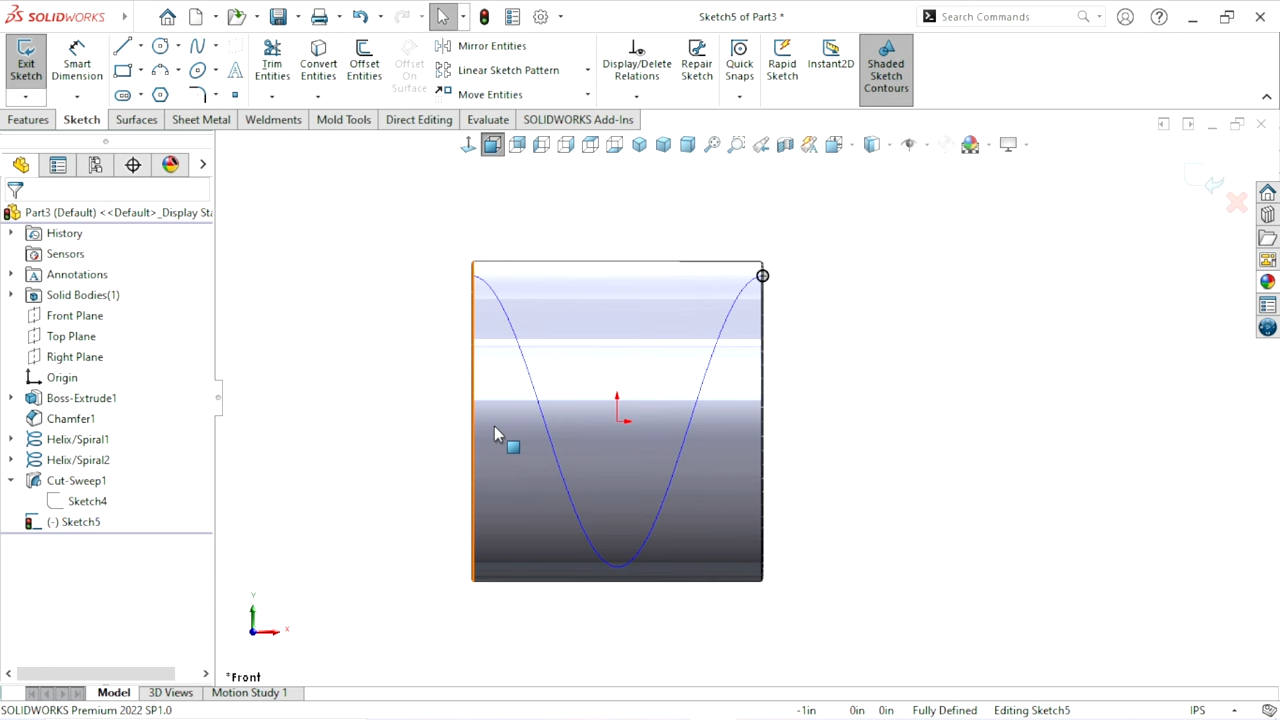 SOLIDWORKS
Sketch5 of Part3 *
Search Commands
Exit Sketch
Smart Dimension
Trim Entities
Convert Entities
Offset Entities
Offset On Surface
Mirror Entities
Linear Sketch Pattern
Move Entities
Display/Delete Relations
Repair Sketch
Quick Snaps
Rapid Sketch
Instant2D
Shaded Sketch Contours
Features
Sketch
Surfaces
Sheet Metal
Weldments
Mold Tools
Direct Editing
Evaluate
SOLIDWORKS Add-Ins
Part3 (Default) <<Default>_Display Sta
History
Sensors
Annotations
Solid Bodies(1)
Front Plane
Top Plane
Right Plane
Origin
Boss-Extrude1
Chamfer1
Helix/Spiral1
Helix/Spiral2
Cut-Sweep1
Sketch4
(-) Sketch5
Y
X
*Front
Model
3D Views
Motion Study 1
SOLIDWORKS Premium 2022 SP1.0
-1in
0in
0in
Fully Defined
Editing Sketch5
IPS